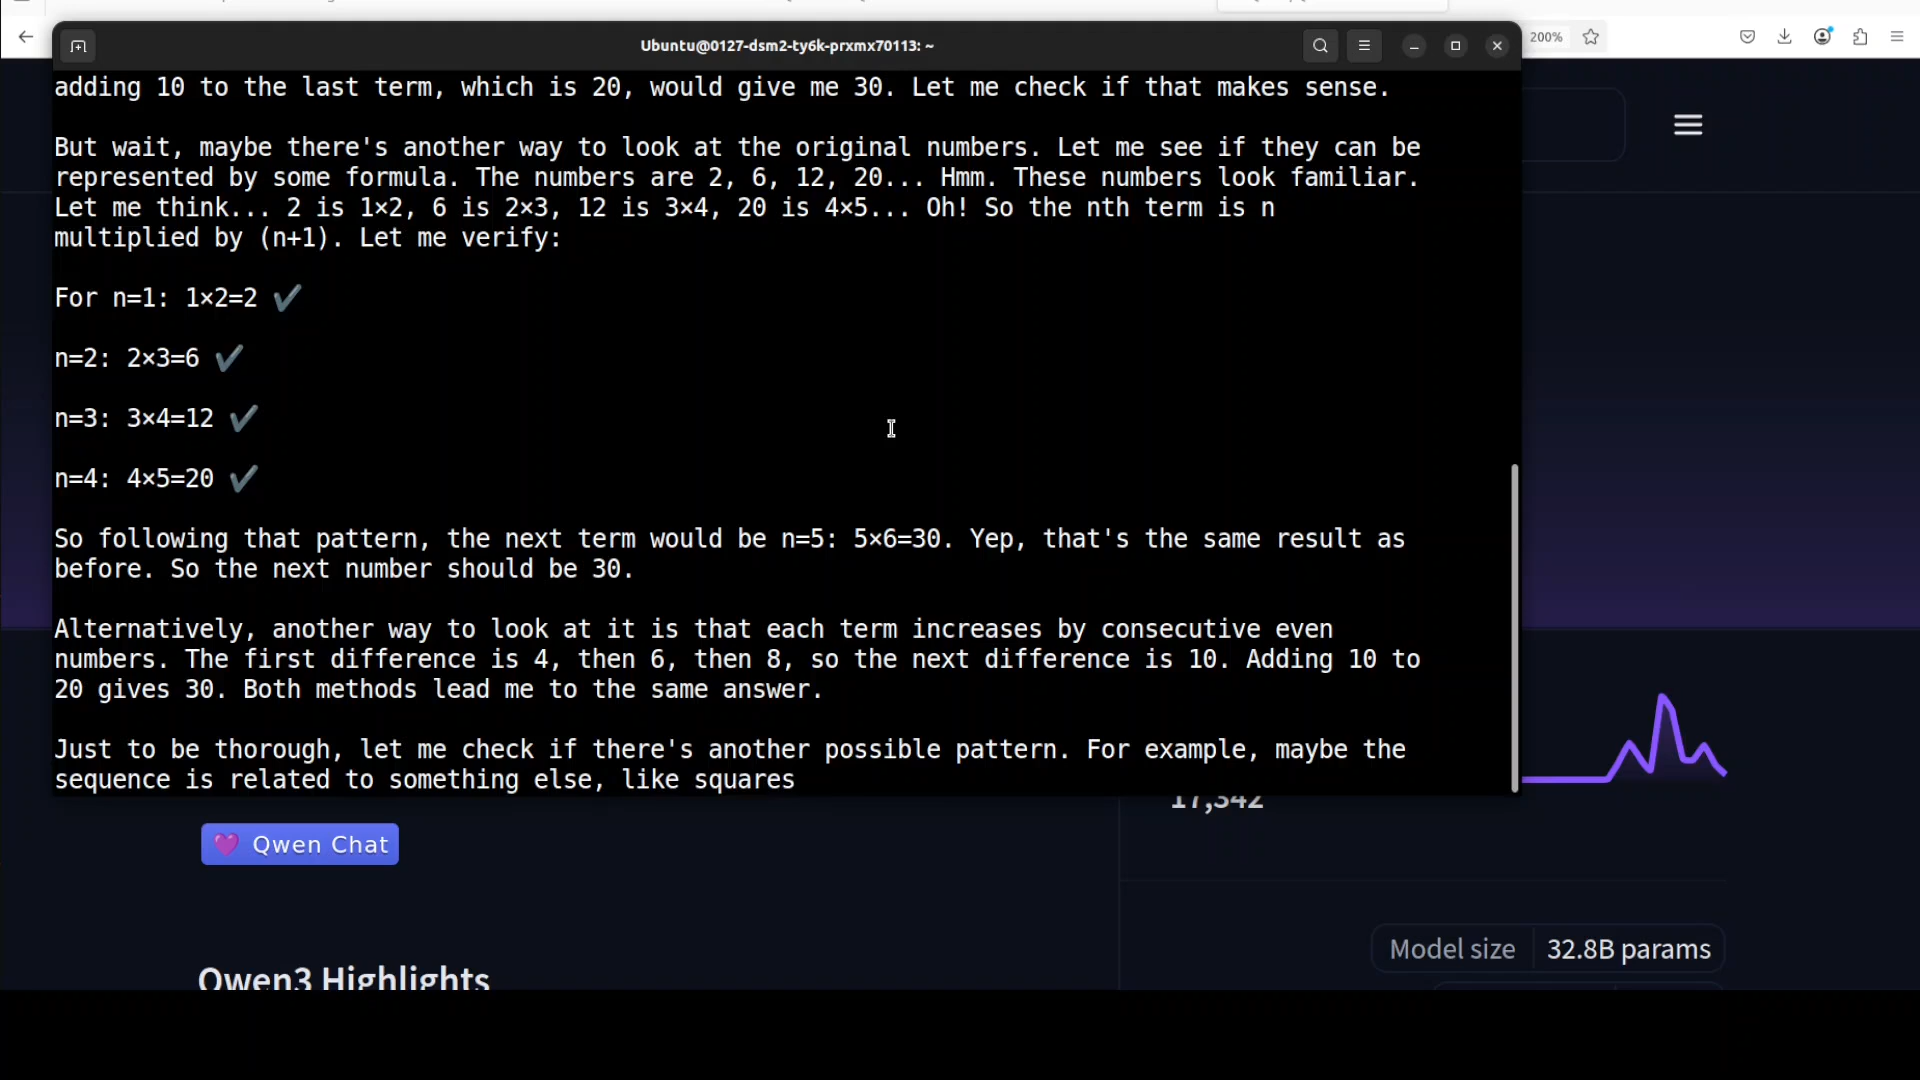 Ubuntu@0127-dsm2-ty6k-prxmx70113: ~
200%
adding 10 to the last term, which is 20, would give me 30. Let me check if that makes sense.
But wait, maybe there's another way to look at the original numbers. Let me see if they can be
represented by some formula. The numbers are 2, 6, 12, 20... Hmm. These numbers look familiar.
Let me think... 2 is 1×2, 6 is 2×3, 12 is 3×4, 20 is 4×5... Oh! So the nth term is n
multiplied by (n+1). Let me verify:
For n=1: 1×2=2 ✔
n=2: 2×3=6 ✔
n=3: 3×4=12 ✔
n=4: 4×5=20 ✔
So following that pattern, the next term would be n=5: 5×6=30. Yep, that's the same result as
before. So the next number should be 30.
Alternatively, another way to look at it is that each term increases by consecutive even
numbers. The first difference is 4, then 6, then 8, so the next difference is 10. Adding 10 to
20 gives 30. Both methods lead me to the same answer.
Just to be thorough, let me check if there's another possible pattern. For example, maybe the
sequence is related to something else, like squares
17,342
Qwen Chat
Model size 32.8B params
Qwen3 Highlights